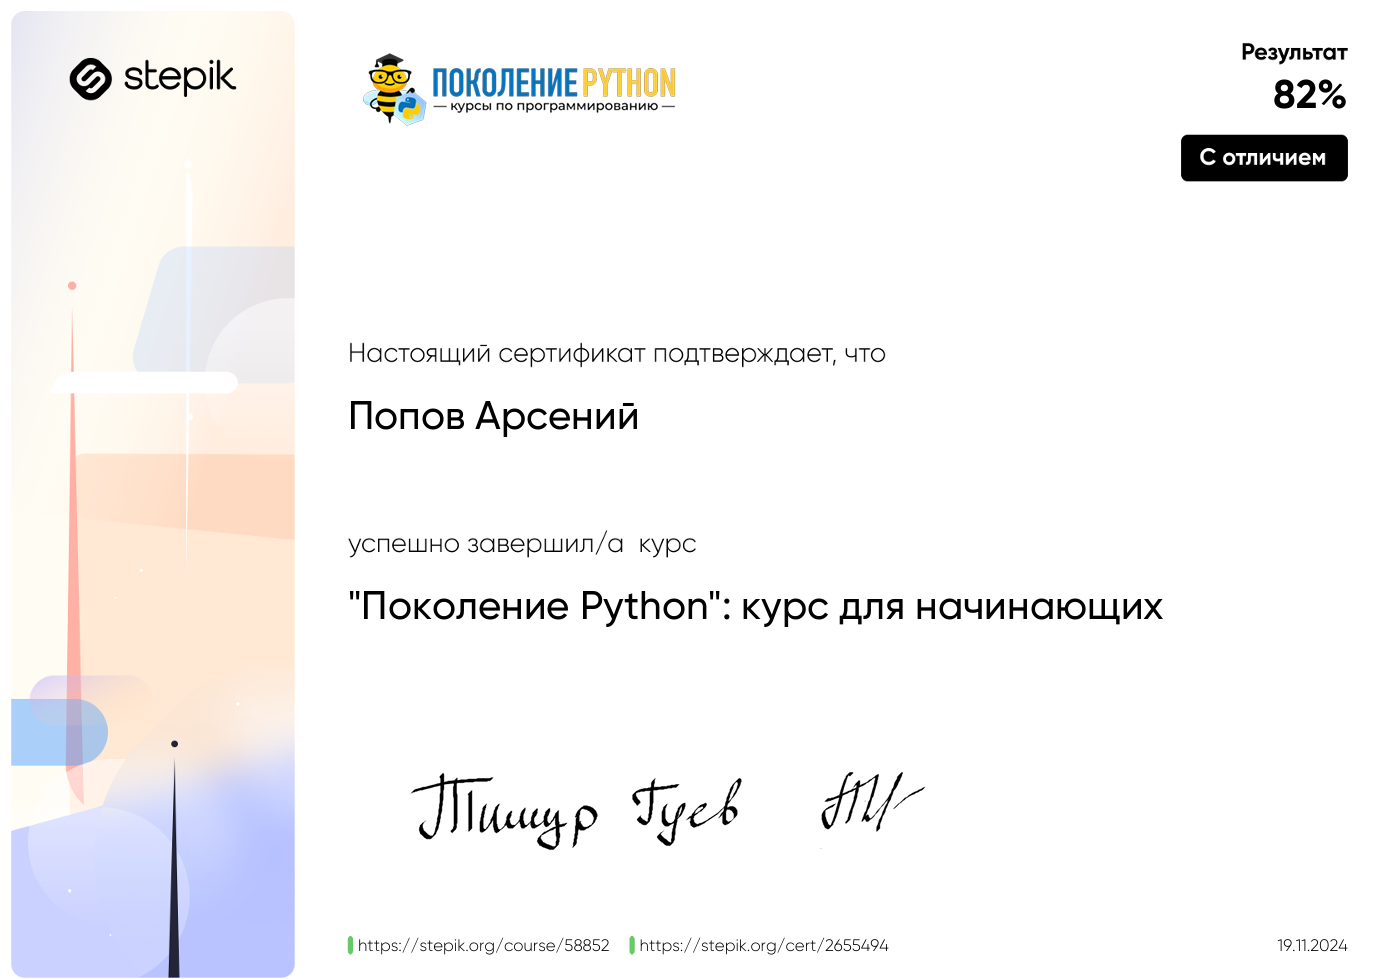 stepik
ПОКОЛЕНИЕ PYTHON
— курсы по программированию —
Результат
82%
С отличием
Настоящий сертификат подтверждает, что
Попов Арсений
успешно завершил/а  курс
"Поколение Python": курс для начинающих
Тимур Гуев
https://stepik.org/course/58852 https://stepik.org/cert/2655494
19.11.2024